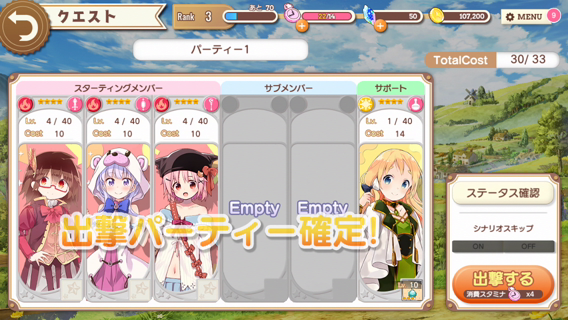 クエスト
Rank 3
あと 70
22/14
50
107,200
MENU
9
パーティー1
TotalCost 30/ 33
スターティングメンバー
サブメンバー
サポート
Lv. 4 / 40
Cost 10
Lv. 4 / 40
Cost 10
Lv. 4 / 40
Cost 10
Lv. 1 / 40
Cost 14
Empty
Empty
出撃パーティー確定!
Lv. 10
ステータス確認
シナリオスキップ
ON OFF
出撃する
消費スタミナ x4